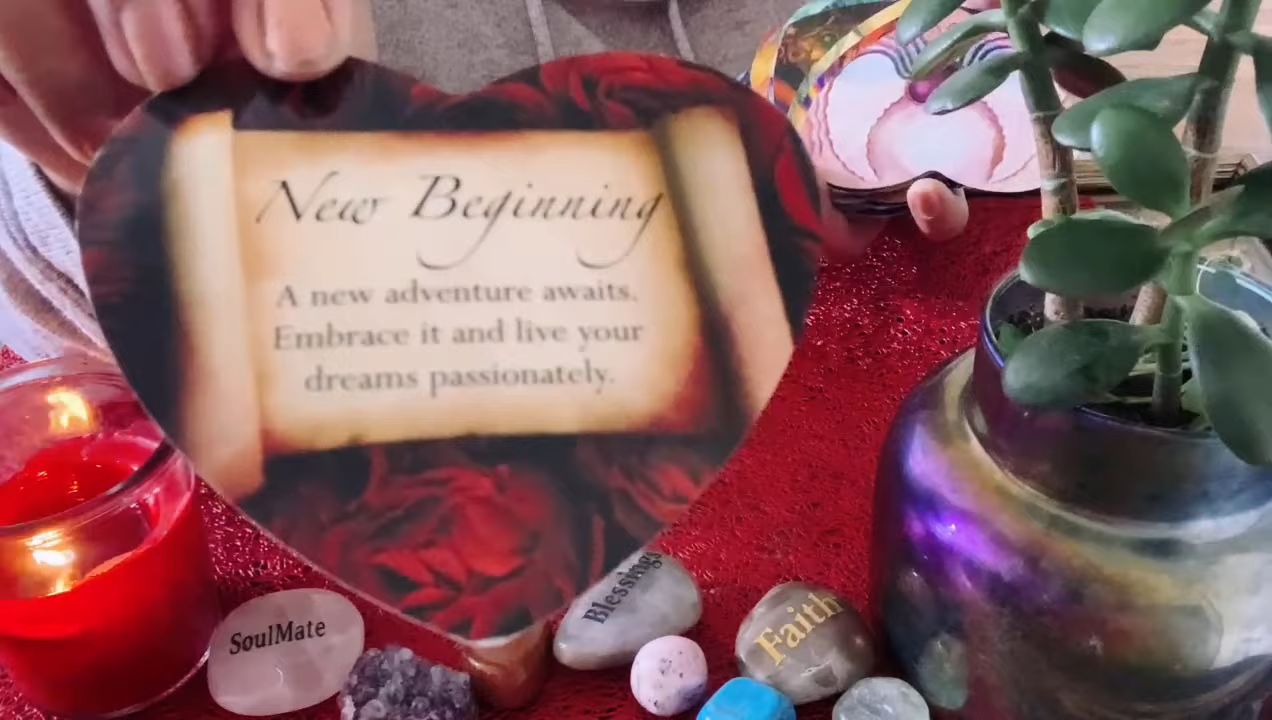 New Beginning
A new adventure awaits.
Embrace it and live your
dreams passionately.
Blessings
Faith
SoulMate